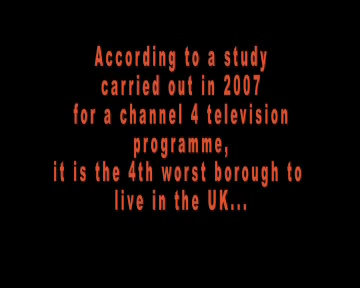 According to a study
carried out in 2007
for a channel 4 television
programme,
it is the 4th worst borough to
live in the UK...